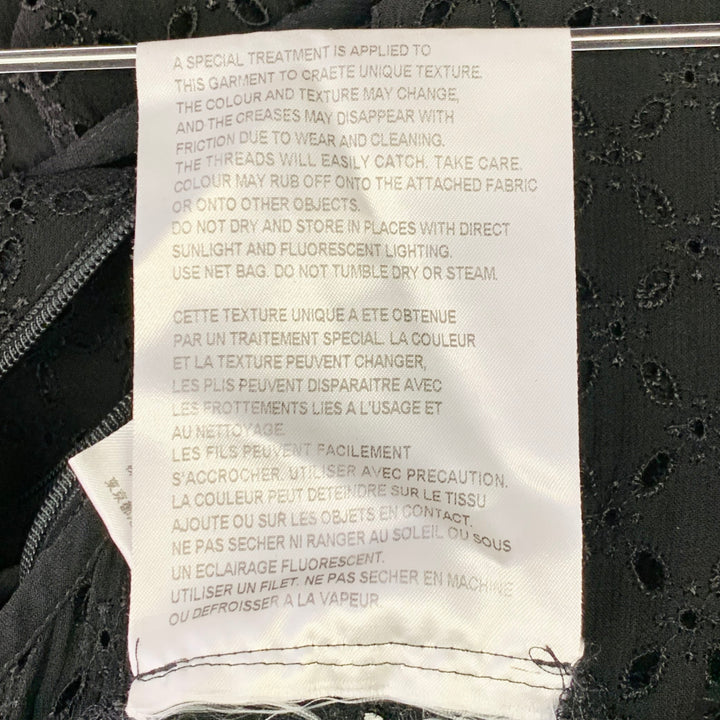 A SPECIAL TREATMENT IS APPLIED TO
THIS GARMENT TO CRAETE UNIQUE TEXTURE.
THE COLOUR AND TEXTURE MAY CHANGE,
AND THE CREASES MAY DISAPPEAR WITH
FRICTION DUE TO WEAR AND CLEANING.
THE THREADS WILL EASILY CATCH. TAKE CARE.
COLOUR MAY RUB OFF ONTO THE ATTACHED FABRIC
OR ONTO OTHER OBJECTS.
DO NOT DRY AND STORE IN PLACES WITH DIRECT
SUNLIGHT AND FLUORESCENT LIGHTING.
USE NET BAG. DO NOT TUMBLE DRY OR STEAM.
CETTE TEXTURE UNIQUE A ETE OBTENUE
PAR UN TRAITEMENT SPECIAL. LA COULEUR
ET LA TEXTURE PEUVENT CHANGER,
LES PLIS PEUVENT DISPARAITRE AVEC
LES FROTTEMENTS LIES A L'USAGE ET
AU NETTOYAGE.
LES FILS PEUVENT FACILEMENT
S'ACCROCHER. UTILISER AVEC PRECAUTION.
LA COULEUR PEUT DETEINDRE SUR LE TISSU
AJOUTE OU SUR LES OBJETS EN CONTACT.
NE PAS SECHER NI RANGER AU SOLEIL OU SOUS
UN ECLAIRAGE FLUORESCENT.
UTILISER UN FILET. NE PAS SECHER EN MACHINE
OU DEFROISSER A LA VAPEUR